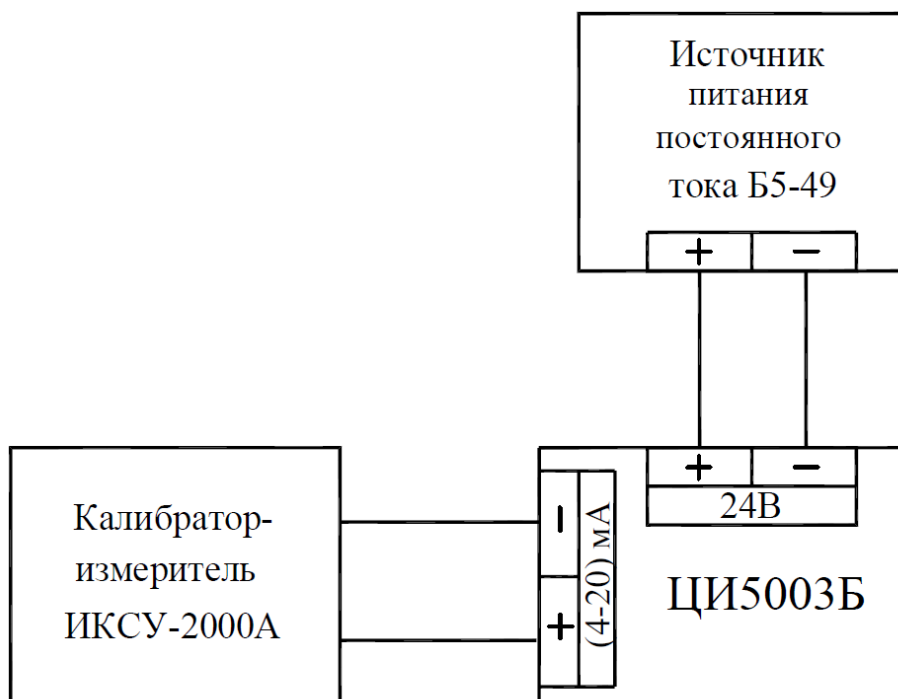 Источник
питания
постоянного
тока Б5-49
+ −
+ −
24В
Калибратор-
измеритель
ИКСУ-2000А
−
+
(4-20) мА
ЦИ5003Б